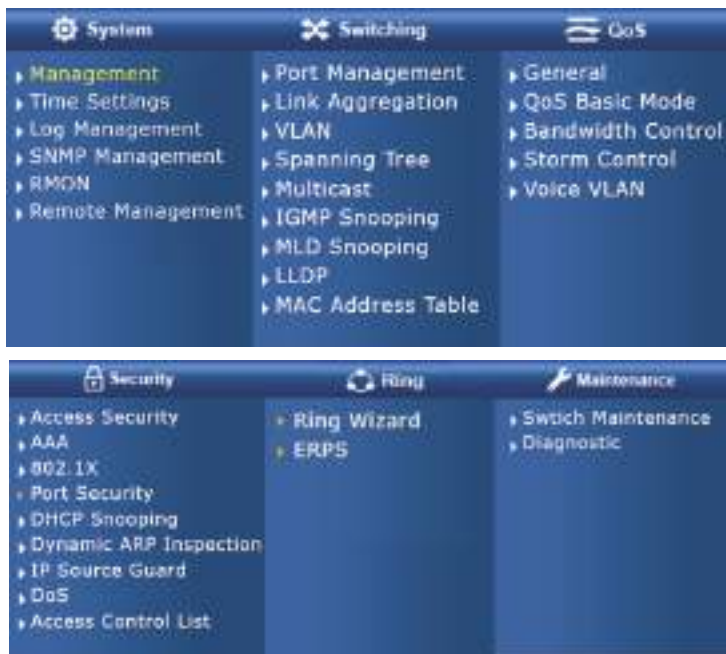 System
Management
Time Settings
Log Management
SNMP Management
RMON
Remote Management
Switching
Port Management
Link Aggregation
VLAN
Spanning Tree
Multicast
IGMP Snooping
MLD Snooping
LLDP
MAC Address Table
QoS
General
QoS Basic Mode
Bandwidth Control
Storm Control
Voice VLAN
Security
Access Security
AAA
802.1X
Port Security
DHCP Snooping
Dynamic ARP Inspection
IP Source Guard
DoS
Access Control List
Ring
Ring Wizard
ERPS
Maintenance
Swtich Maintenance
Diagnostic